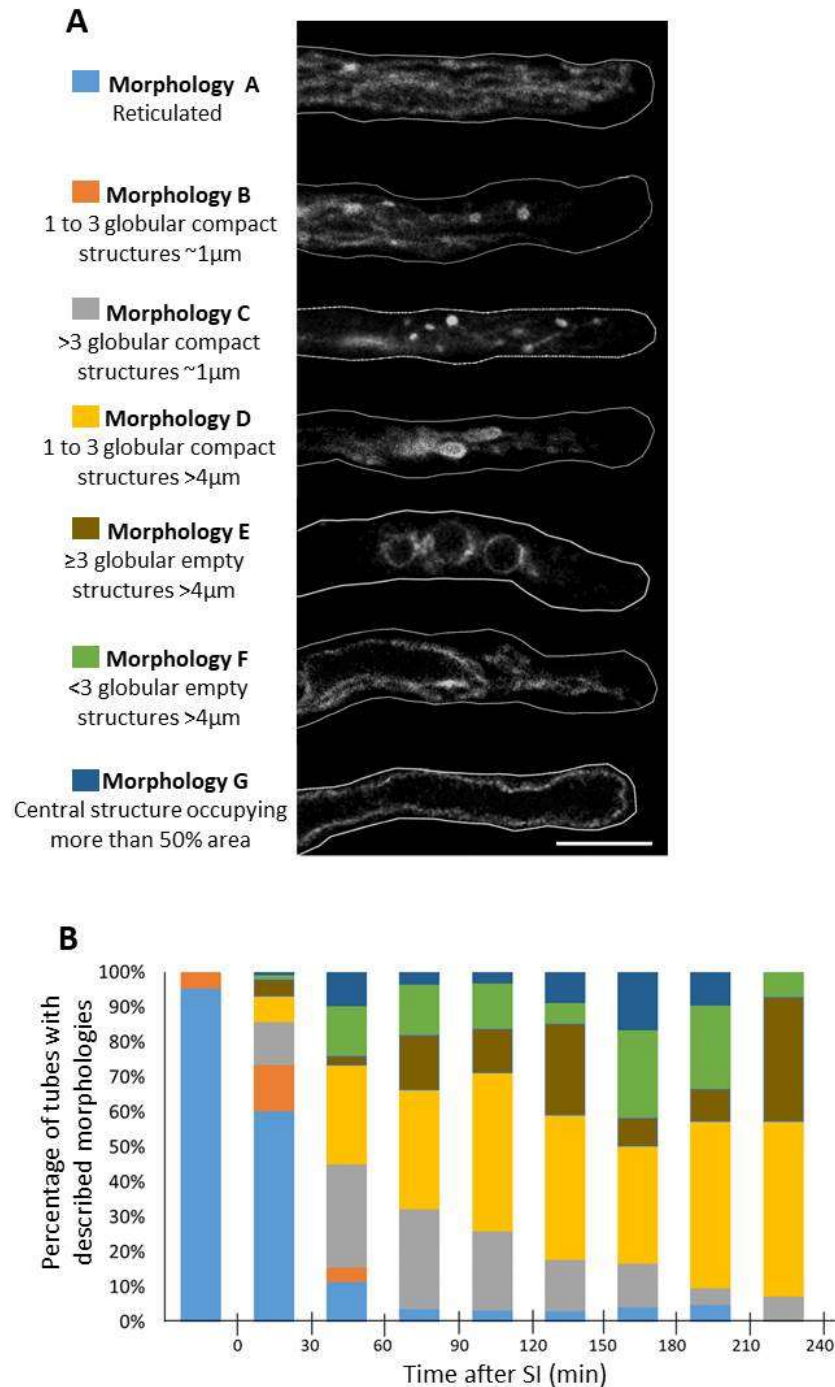 A
Morphology A
Reticulated
Morphology B
1 to 3 globular compact
structures ~1µm
Morphology C
>3 globular compact
structures ~1µm
Morphology D
1 to 3 globular compact
structures >4µm
Morphology E
≥3 globular empty
structures >4µm
Morphology F
<3 globular empty
structures >4µm
Morphology G
Central structure occupying
more than 50% area
B
Percentage of tubes with
described morphologies
100%
90%
80%
70%
60%
50%
40%
30%
20%
10%
0%
0 30 60 90 120 150 180 210 240
Time after SI (min)